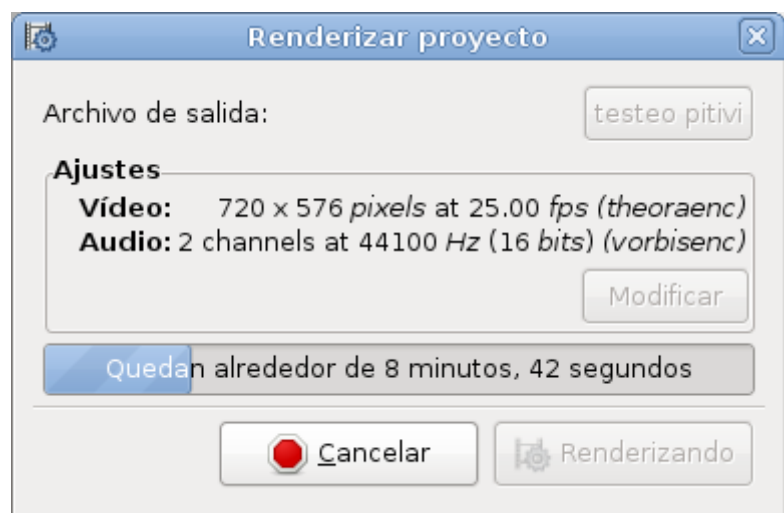 Renderizar proyecto
Archivo de salida: testeo pitivi
Ajustes
Vídeo: 720 x 576 pixels at 25.00 fps (theoraenc)
Audio: 2 channels at 44100 Hz (16 bits) (vorbisenc)
Modificar
Quedan alrededor de 8 minutos, 42 segundos
Cancelar Renderizando